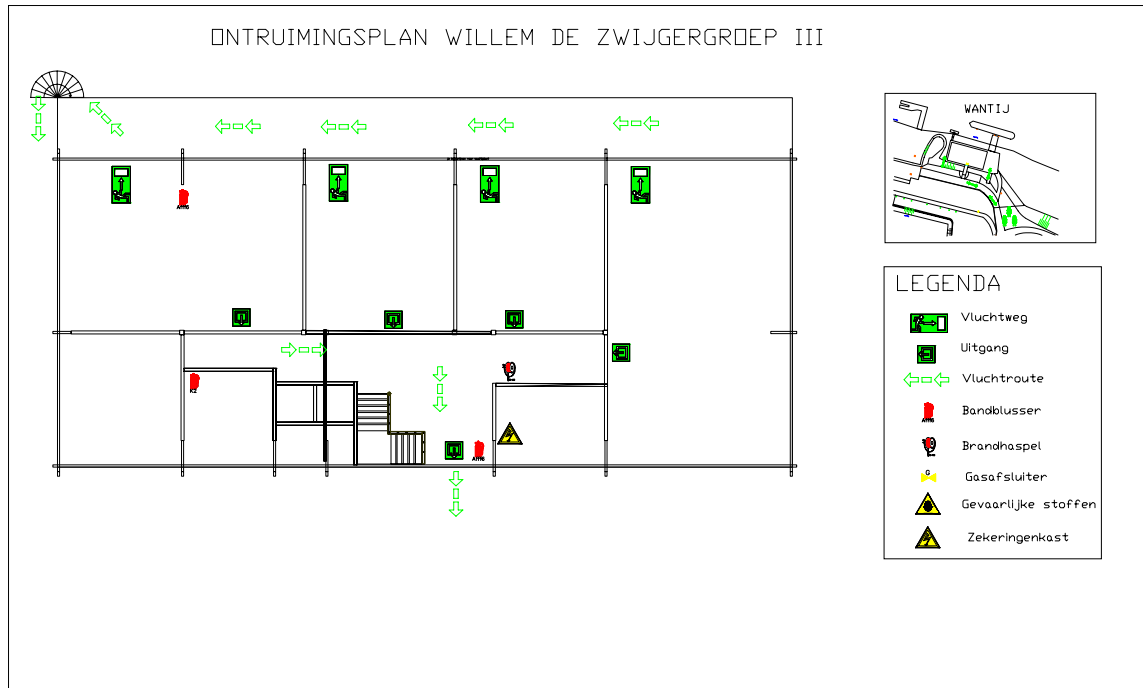 ONTRUIMINGSPLAN WILLEM DE ZWIJGERGROEP III
WANTIJ
LEGENDA
Vluchtweg
Uitgang
Vluchtroute
Bandblusser
Brandhaspel
G
Gasafsluiter
Gevaarlijke stoffen
Zekeringenkast